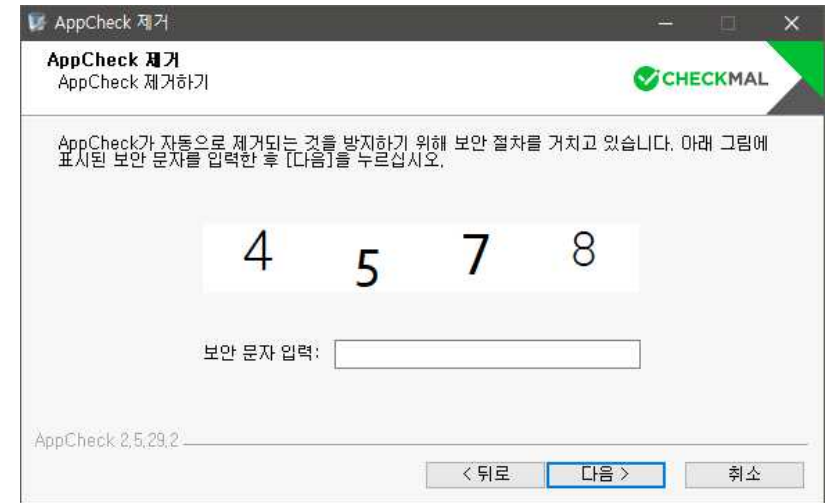 AppCheck 제거
AppCheck 제거
AppCheck 제거하기
CHECKMAL
AppCheck가 자동으로 제거되는 것을 방지하기 위해 보안 절차를 거치고 있습니다. 아래 그림에
표시된 보안 문자를 입력한 후 [다음]을 누르십시오.
4 5 7 8
보안 문자 입력:
AppCheck 2.5.29.2
< 뒤로 다음 > 취소